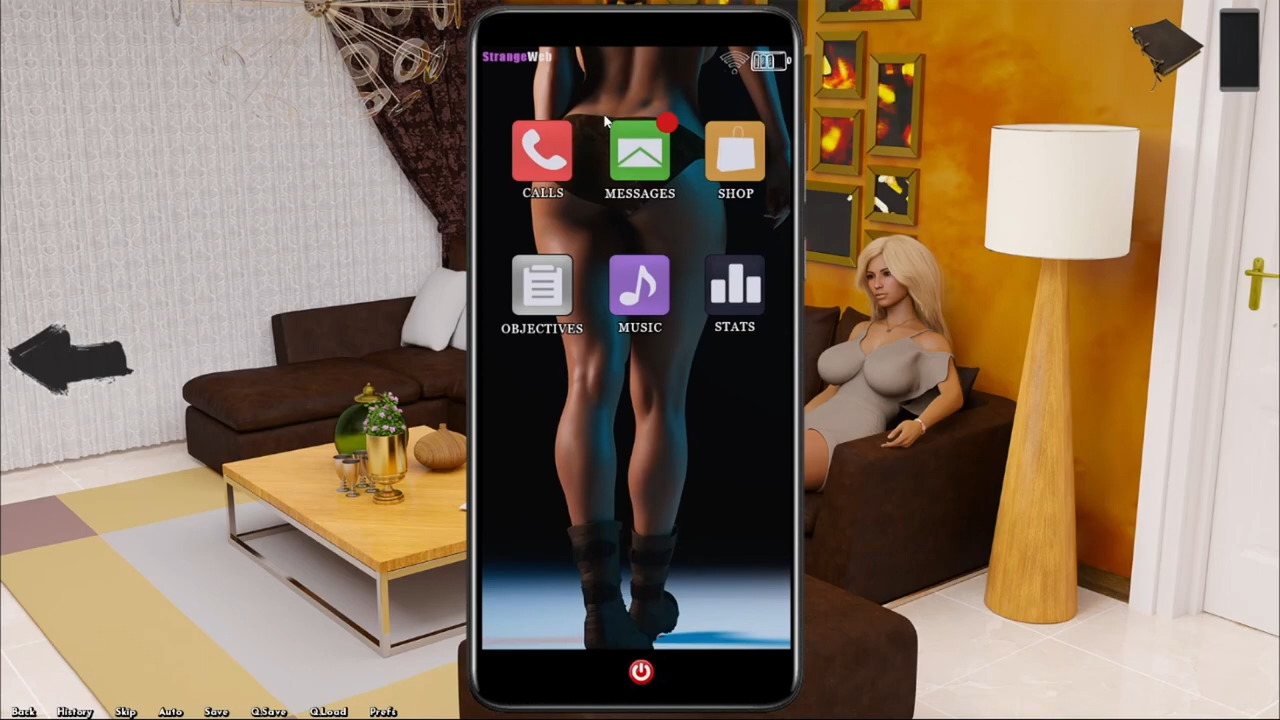 StrangeWeb
CALLS
MESSAGES
SHOP
OBJECTIVES
MUSIC
STATS
Back History Skip Auto Save Q.Save Q.Load Prefs